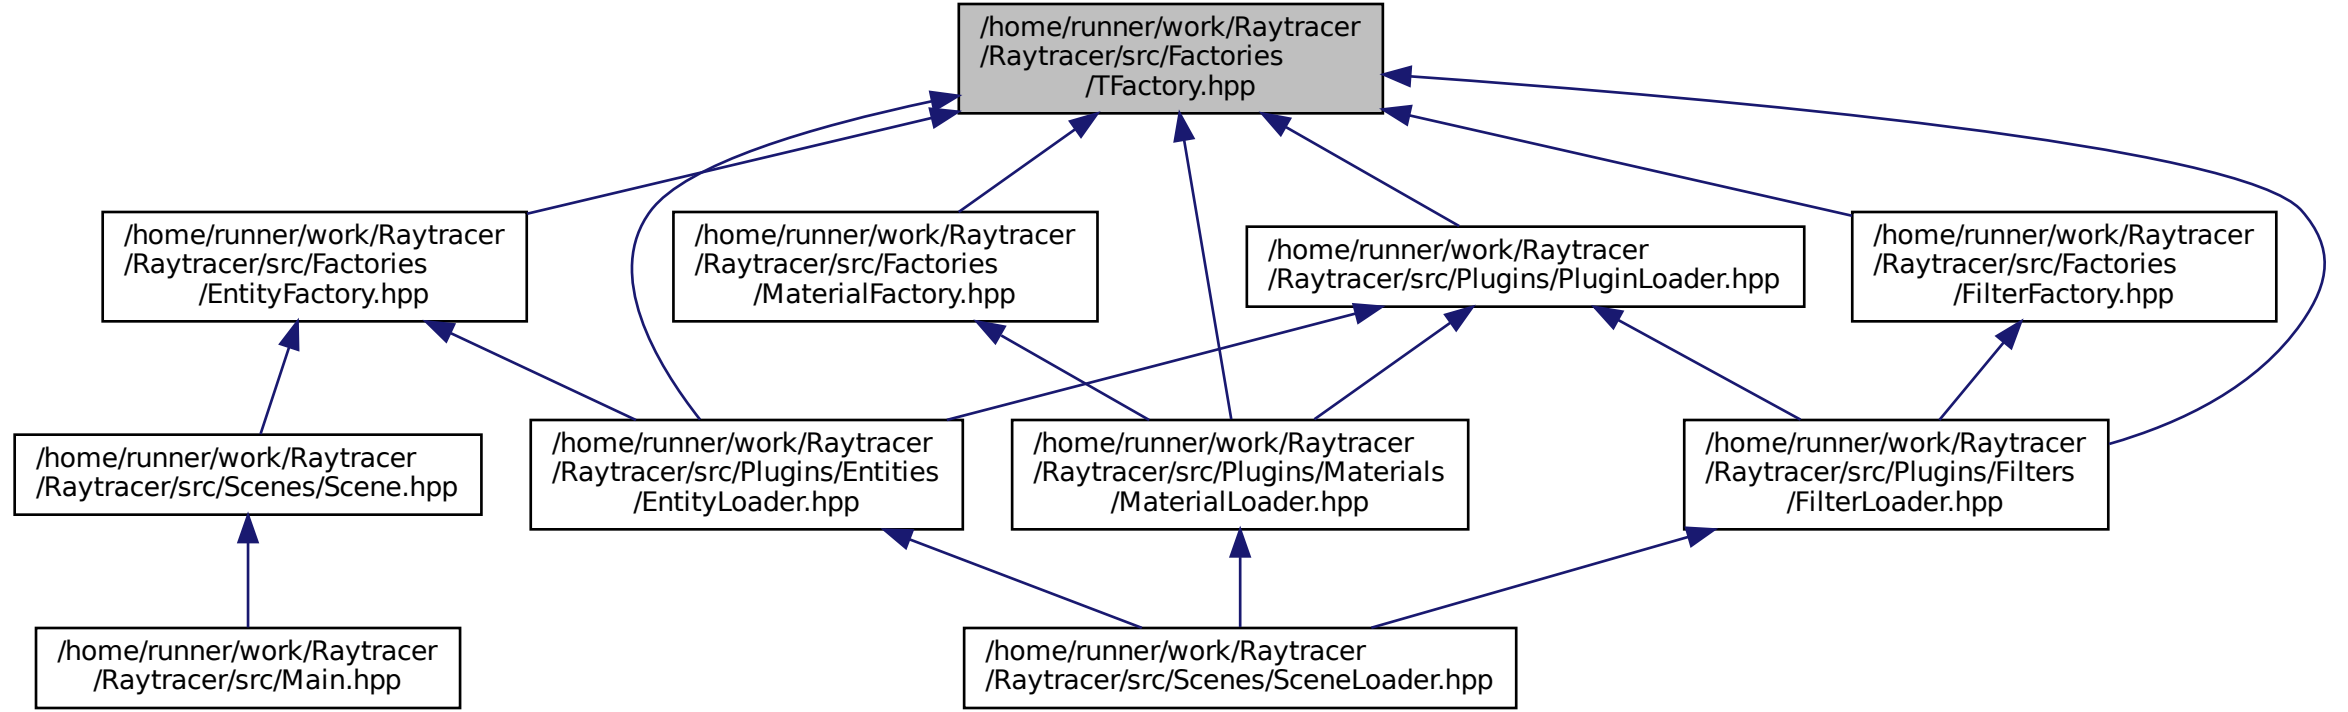 /home/runner/work/Raytracer
/Raytracer/src/Factories
/TFactory.hpp
/home/runner/work/Raytracer
/Raytracer/src/Factories
/EntityFactory.hpp
/home/runner/work/Raytracer
/Raytracer/src/Factories
/MaterialFactory.hpp
/home/runner/work/Raytracer
/Raytracer/src/Plugins/PluginLoader.hpp
/home/runner/work/Raytracer
/Raytracer/src/Factories
/FilterFactory.hpp
/home/runner/work/Raytracer
/Raytracer/src/Scenes/Scene.hpp
/home/runner/work/Raytracer
/Raytracer/src/Plugins/Entities
/EntityLoader.hpp
/home/runner/work/Raytracer
/Raytracer/src/Plugins/Materials
/MaterialLoader.hpp
/home/runner/work/Raytracer
/Raytracer/src/Plugins/Filters
/FilterLoader.hpp
/home/runner/work/Raytracer
/Raytracer/src/Main.hpp
/home/runner/work/Raytracer
/Raytracer/src/Scenes/SceneLoader.hpp